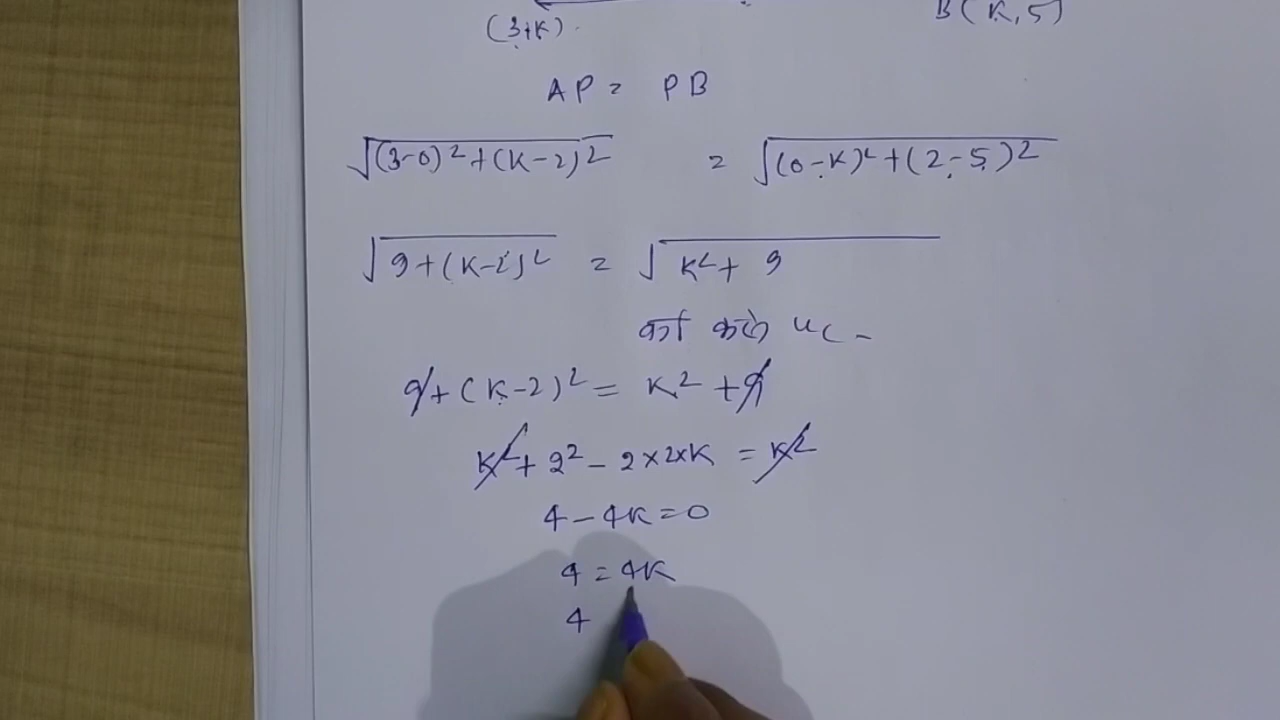 B(K,5)
(3,K)
AP = PB
√(3-0)²+(K-2)² = √(0-K)²+(2-5)²
√9+(K-2)² = √K²+9
वर्ग करने पर -
9+(K-2)² = K²+9
K²+2²-2×2×K = K²
4-4K=0
4=4K
4